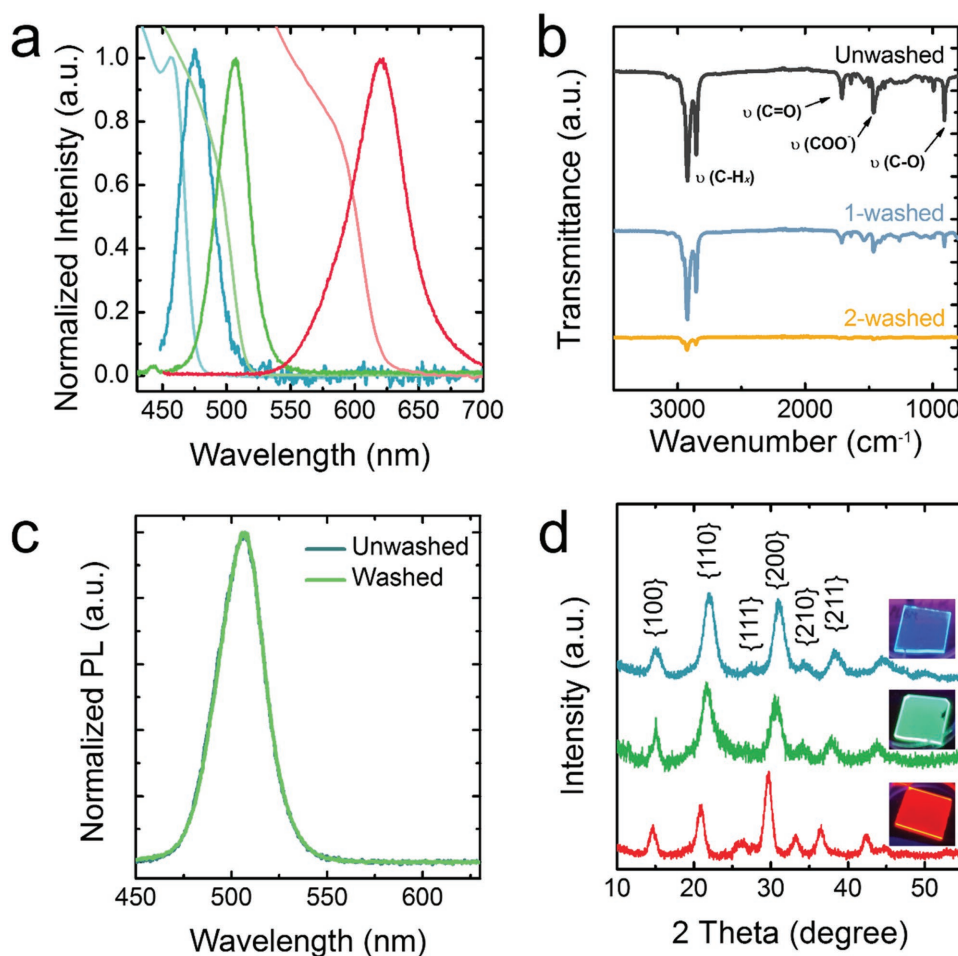 a
Normalized Intenisty (a.u.)
1.0
0.8
0.6
0.4
0.2
0.0
450 500 550 600 650 700
Wavelength (nm)
b
Transmittance (a.u.)
Unwashed
υ (C=O)
υ (COO⁻)
υ (C-O)
υ (C-Hₓ)
1-washed
2-washed
3000 2000 1000
Wavenumber (cm⁻¹)
c
Normalized PL (a.u.)
Unwashed
Washed
450 500 550 600
Wavelength (nm)
d
Intensity (a.u.)
{100}
{110}
{111}
{200}
{210}
{211}
10 20 30 40 50
2 Theta (degree)